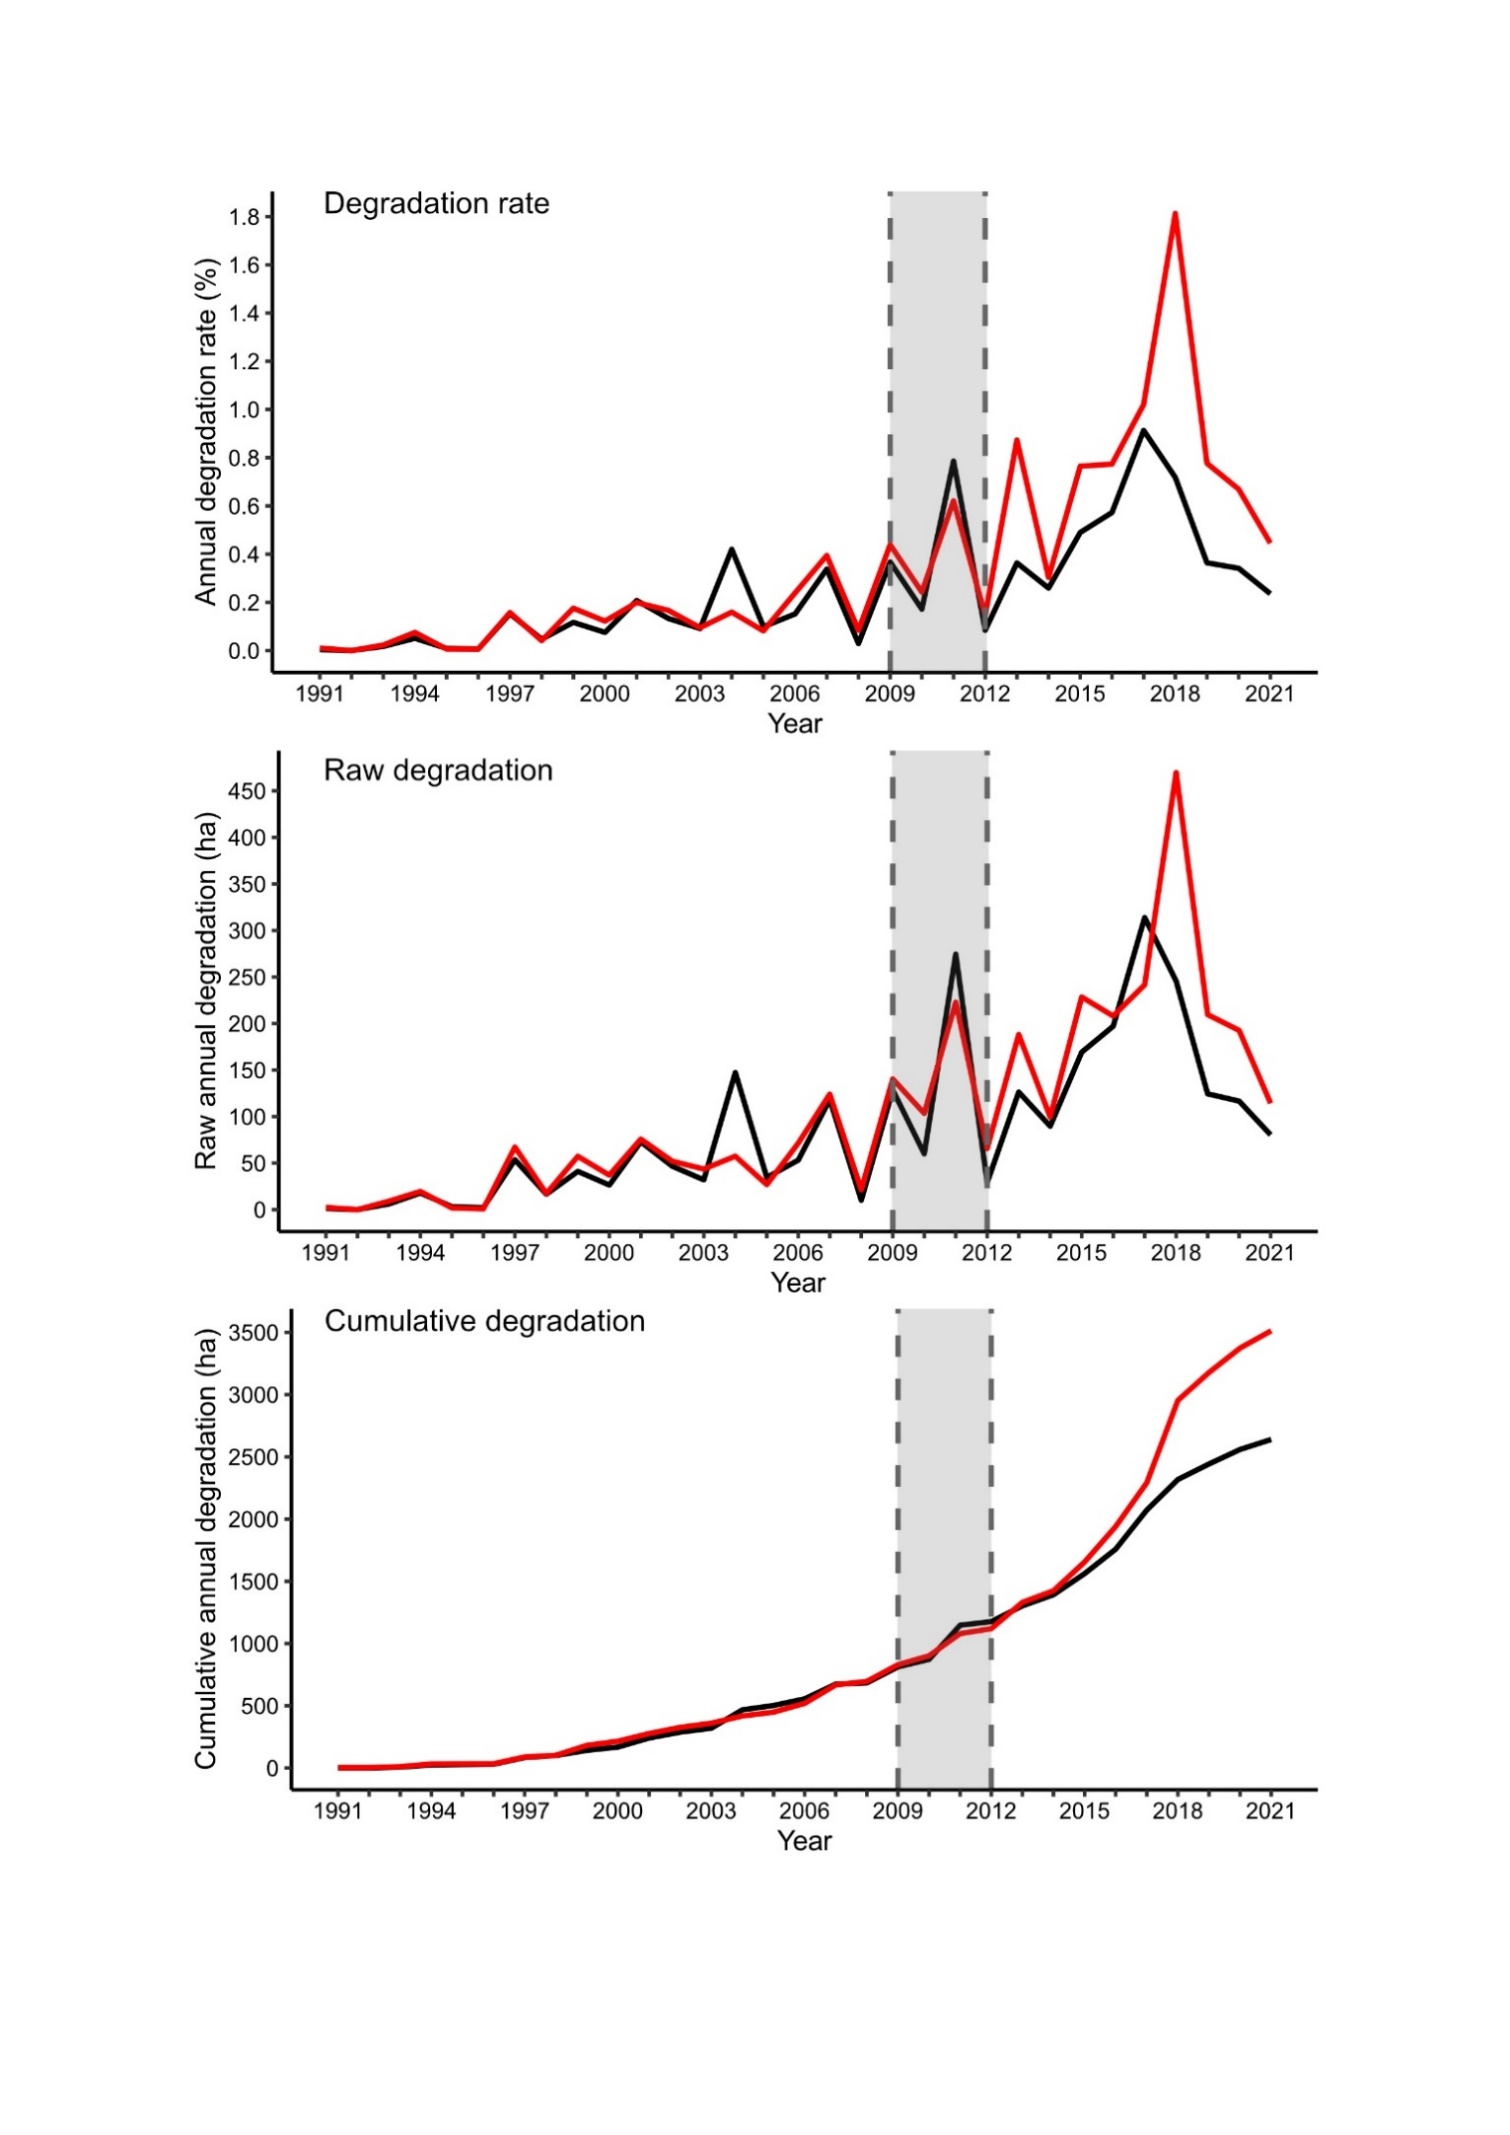 Degradation rate
Annual degradation rate (%)
1.8
1.6
1.4
1.2
1.0
0.8
0.6
0.4
0.2
0.0
1991 1994 1997 2000 2003 2006 2009 2012 2015 2018 2021
Year
Raw degradation
Raw annual degradation (ha)
450
400
350
300
250
200
150
100
50
0
1991 1994 1997 2000 2003 2006 2009 2012 2015 2018 2021
Year
Cumulative degradation
Cumulative annual degradation (ha)
3500
3000
2500
2000
1500
1000
500
0
1991 1994 1997 2000 2003 2006 2009 2012 2015 2018 2021
Year